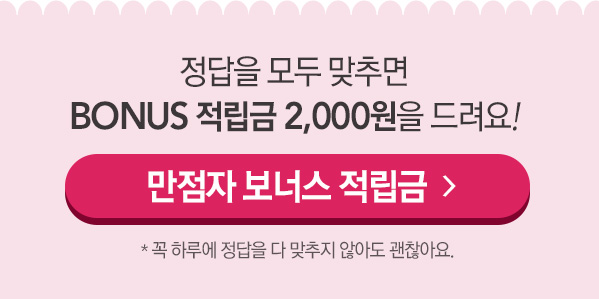 정답을 모두 맞추면
BONUS 적립금 2,000원을 드려요!
만점자 보너스 적립금 >
* 꼭 하루에 정답을 다 맞추지 않아도 괜찮아요.